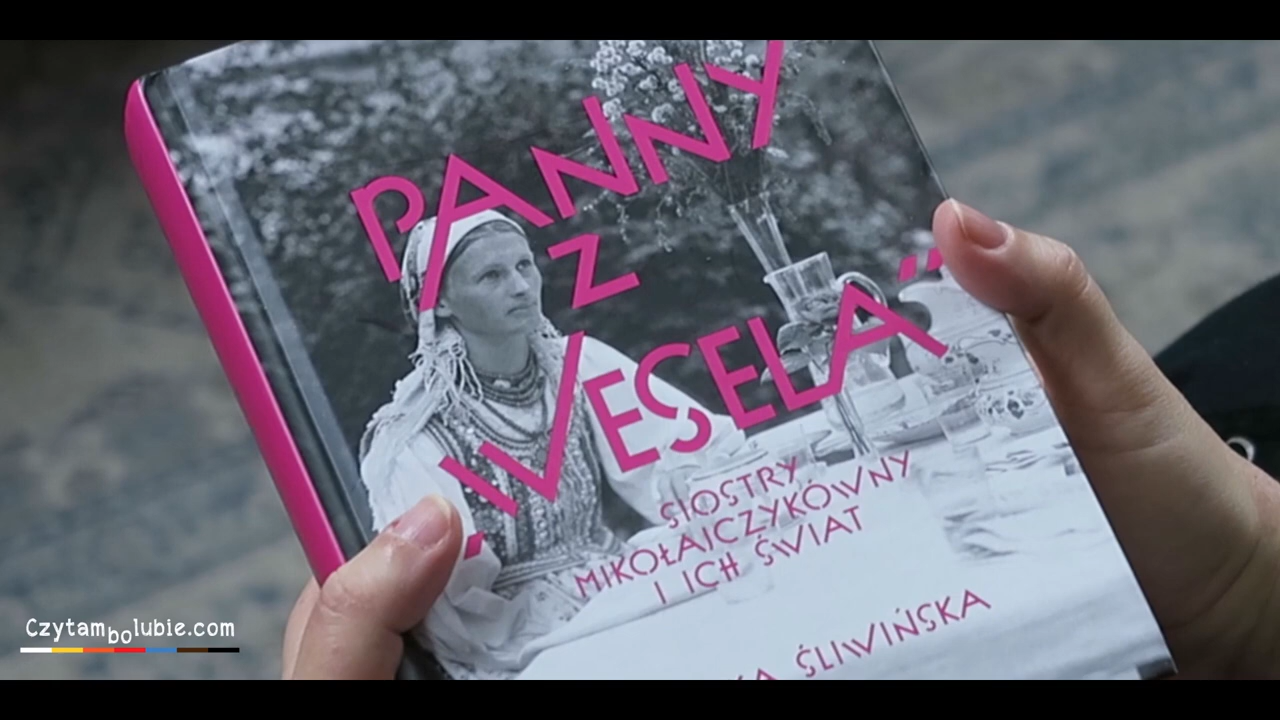 PANNY
Z
„WESELA”
SIOSTRY
MIKOŁAJCZYKÓWNY
I ICH ŚWIAT
ŚLIWIŃSKA
Czytambolubie.com